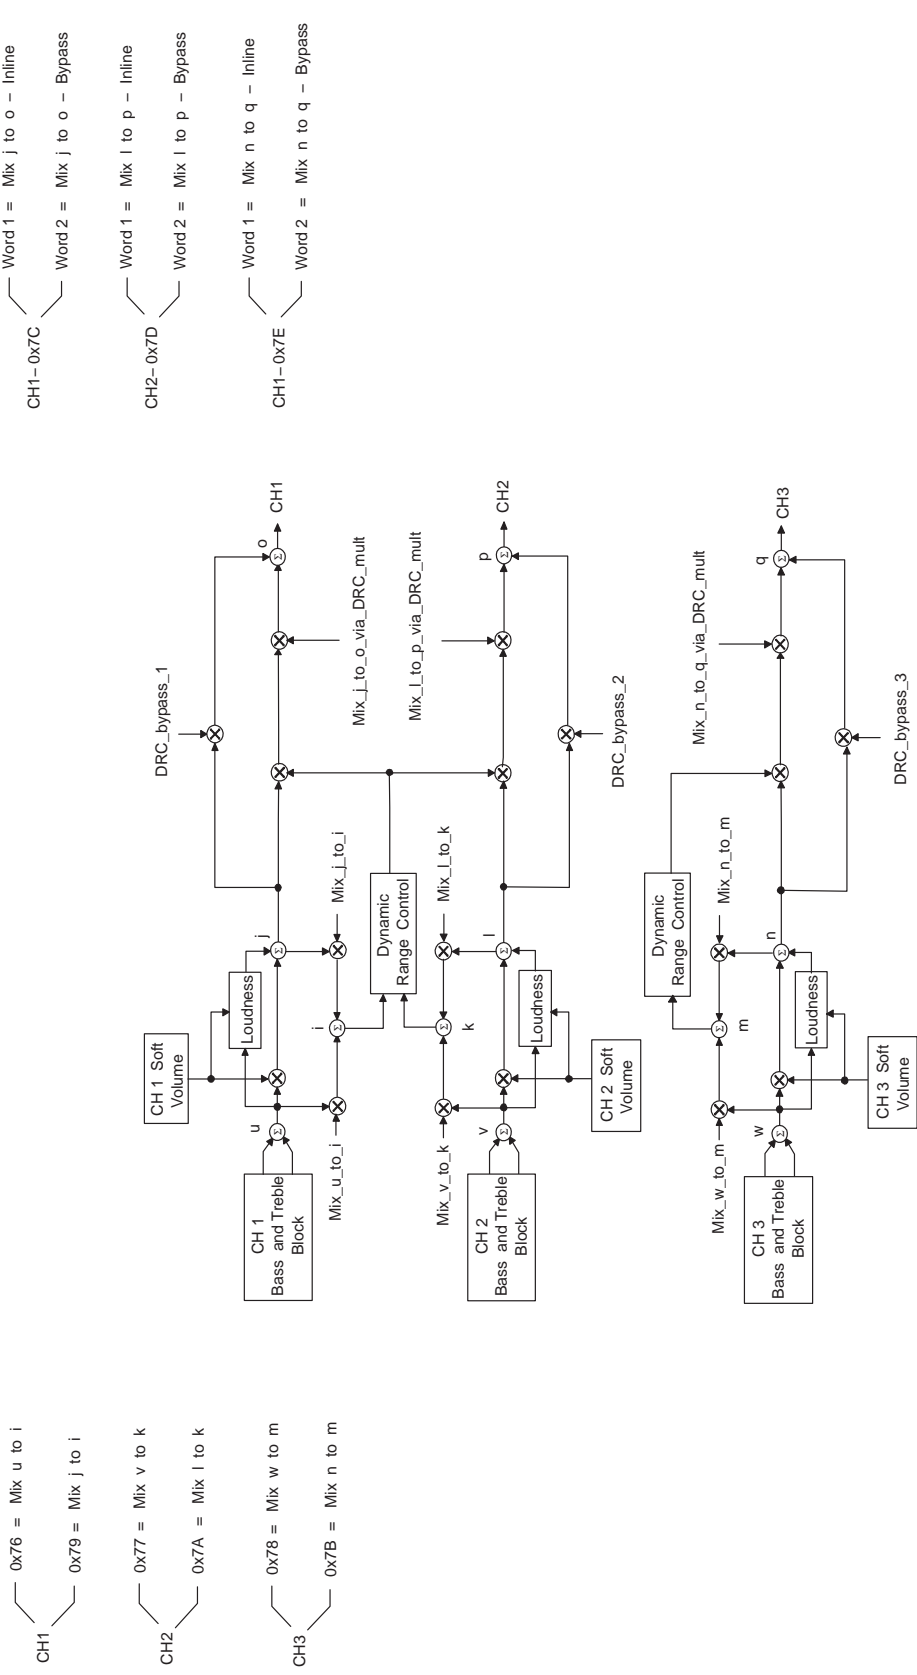 CH1
0x76 = Mix u to i
0x79 = Mix j to i
CH2
0x77 = Mix v to k
0x7A = Mix l to k
CH3
0x78 = Mix w to m
0x7B = Mix n to m
CH 1 Soft
Volume
CH 1
Bass and Treble
Block
u
Σ
Loudness
j
Σ
Mix_u_to_i
i
Σ
Mix_j_to_i
DRC_bypass_1
Mix_j_to_o_via_DRC_mult
o
Σ
CH1
Dynamic
Range Control
Mix_v_to_k
k
Σ
Mix_l_to_k
CH 2
Bass and Treble
Block
v
Σ
l
Σ
Loudness
CH 2 Soft
Volume
Mix_l_to_p_via_DRC_mult
DRC_bypass_2
p
Σ
CH2
Dynamic
Range Control
Mix_w_to_m
m
Σ
Mix_n_to_m
CH 3
Bass and Treble
Block
w
Σ
n
Σ
Loudness
CH 3 Soft
Volume
Mix_n_to_q_via_DRC_mult
DRC_bypass_3
q
Σ
CH3
CH1– 0x7C
Word 1 = Mix j to o – Inline
Word 2 = Mix j to o – Bypass
CH2– 0x7D
Word 1 = Mix l to p – Inline
Word 2 = Mix l to p – Bypass
CH1– 0x7E
Word 1 = Mix n to q – Inline
Word 2 = Mix n to q – Bypass